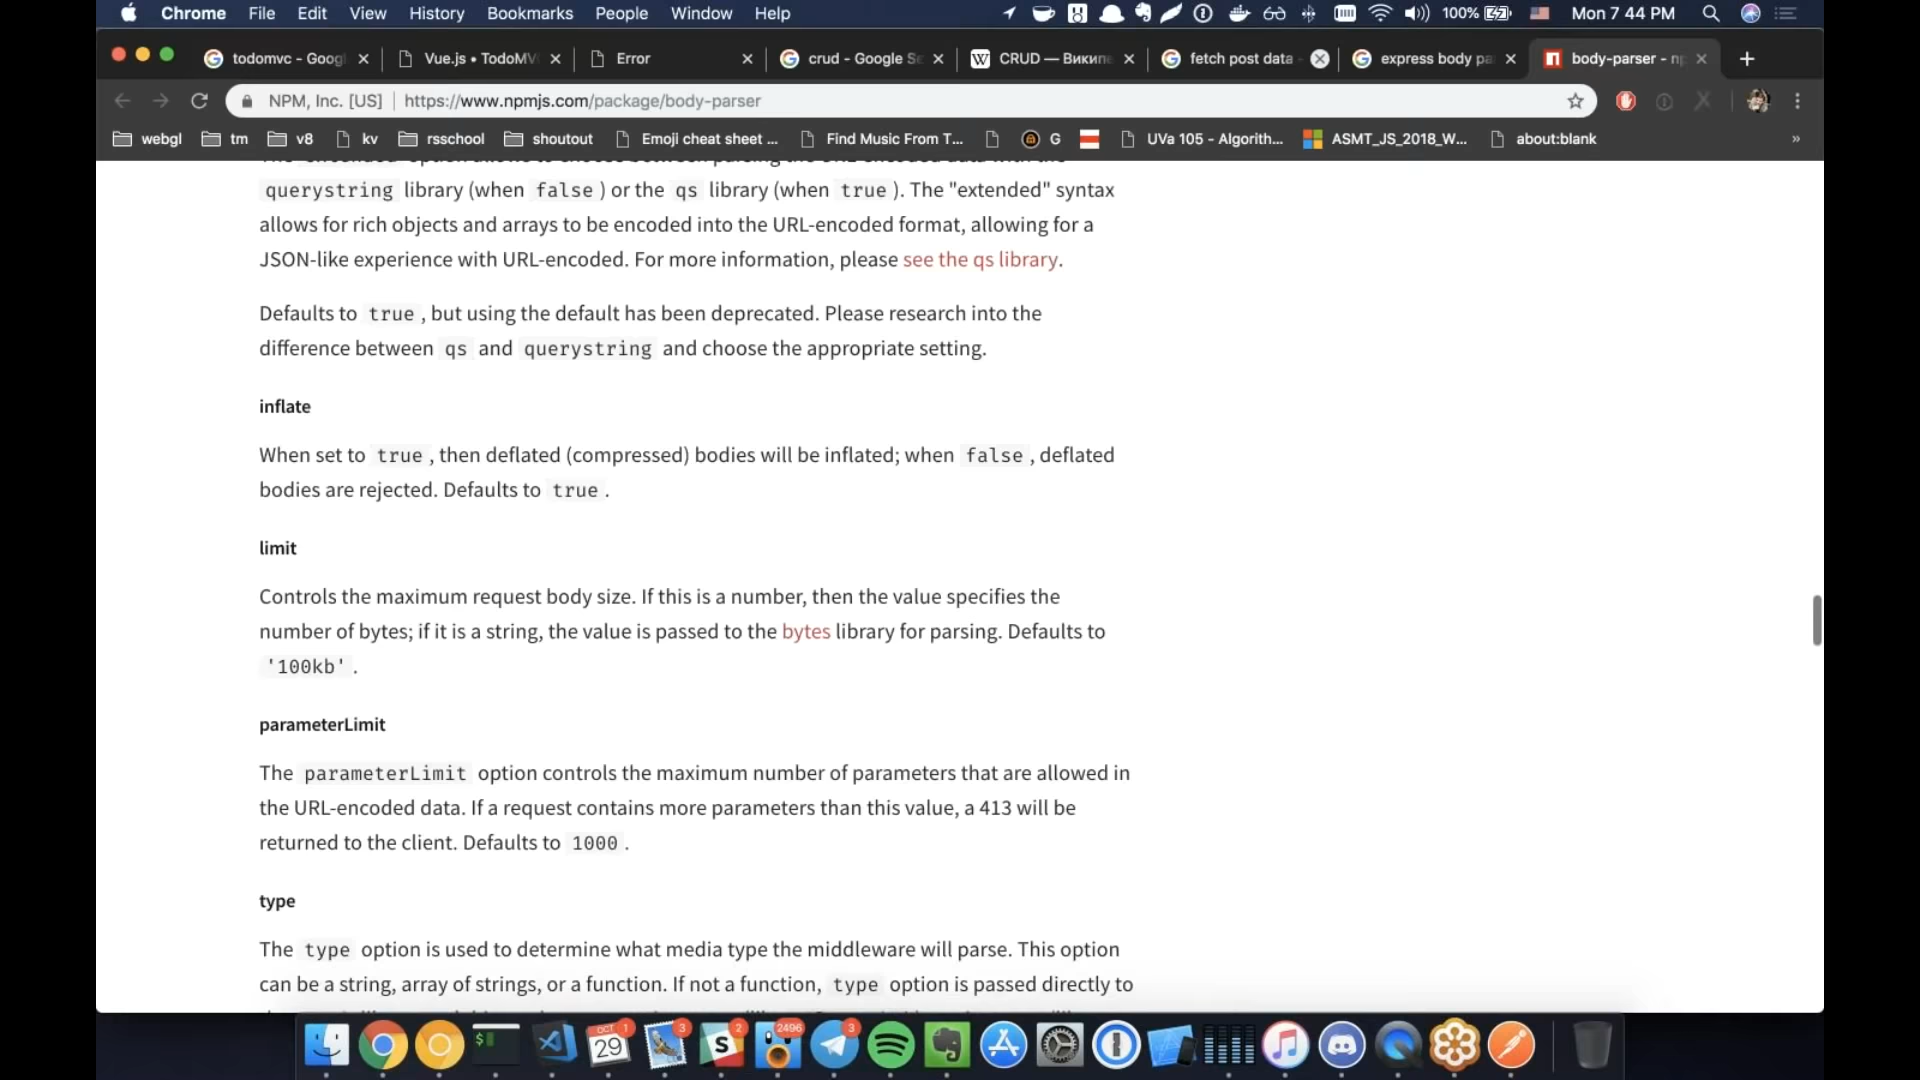 Chrome File Edit View History Bookmarks People Window Help 100% Mon 7 44 PM
todomvc - Googl Vue.js • TodoMV Error crud - Google Se CRUD — Викип fetch post data express body pa body-parser - np
NPM, Inc. [US] https://www.npmjs.com/package/body-parser
webgl tm v8 kv rsschool shoutout Emoji cheat sheet ... Find Music From T... G UVa 105 - Algorith... ASMT_JS_2018_W... about:blank »
querystring library (when false ) or the qs library (when true ). The "extended" syntax
allows for rich objects and arrays to be encoded into the URL-encoded format, allowing for a
JSON-like experience with URL-encoded. For more information, please see the qs library.
Defaults to true , but using the default has been deprecated. Please research into the
difference between qs and querystring and choose the appropriate setting.
inflate
When set to true , then deflated (compressed) bodies will be inflated; when false , deflated
bodies are rejected. Defaults to true .
limit
Controls the maximum request body size. If this is a number, then the value specifies the
number of bytes; if it is a string, the value is passed to the bytes library for parsing. Defaults to
'100kb' .
parameterLimit
The parameterLimit option controls the maximum number of parameters that are allowed in
the URL-encoded data. If a request contains more parameters than this value, a 413 will be
returned to the client. Defaults to 1000 .
type
The type option is used to determine what media type the middleware will parse. This option
can be a string, array of strings, or a function. If not a function, type option is passed directly to
OCT 1 3 2 2496 3
29